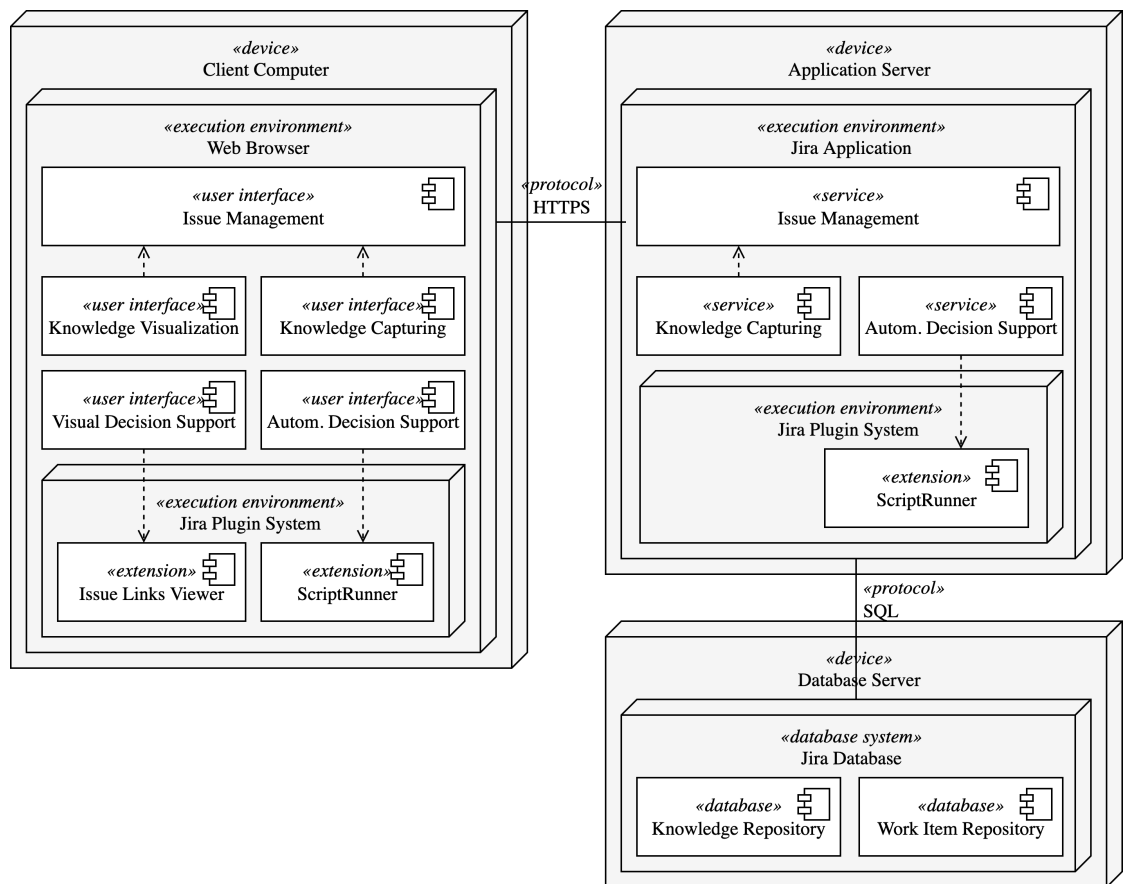 «device»
Client Computer
«execution environment»
Web Browser
«user interface»
Issue Management
«user interface»
Knowledge Visualization
«user interface»
Knowledge Capturing
«user interface»
Visual Decision Support
«user interface»
Autom. Decision Support
«execution environment»
Jira Plugin System
«extension»
Issue Links Viewer
«extension»
ScriptRunner
«protocol»
HTTPS
«device»
Application Server
«execution environment»
Jira Application
«service»
Issue Management
«service»
Knowledge Capturing
«service»
Autom. Decision Support
«execution environment»
Jira Plugin System
«extension»
ScriptRunner
«protocol»
SQL
«device»
Database Server
«database system»
Jira Database
«database»
Knowledge Repository
«database»
Work Item Repository